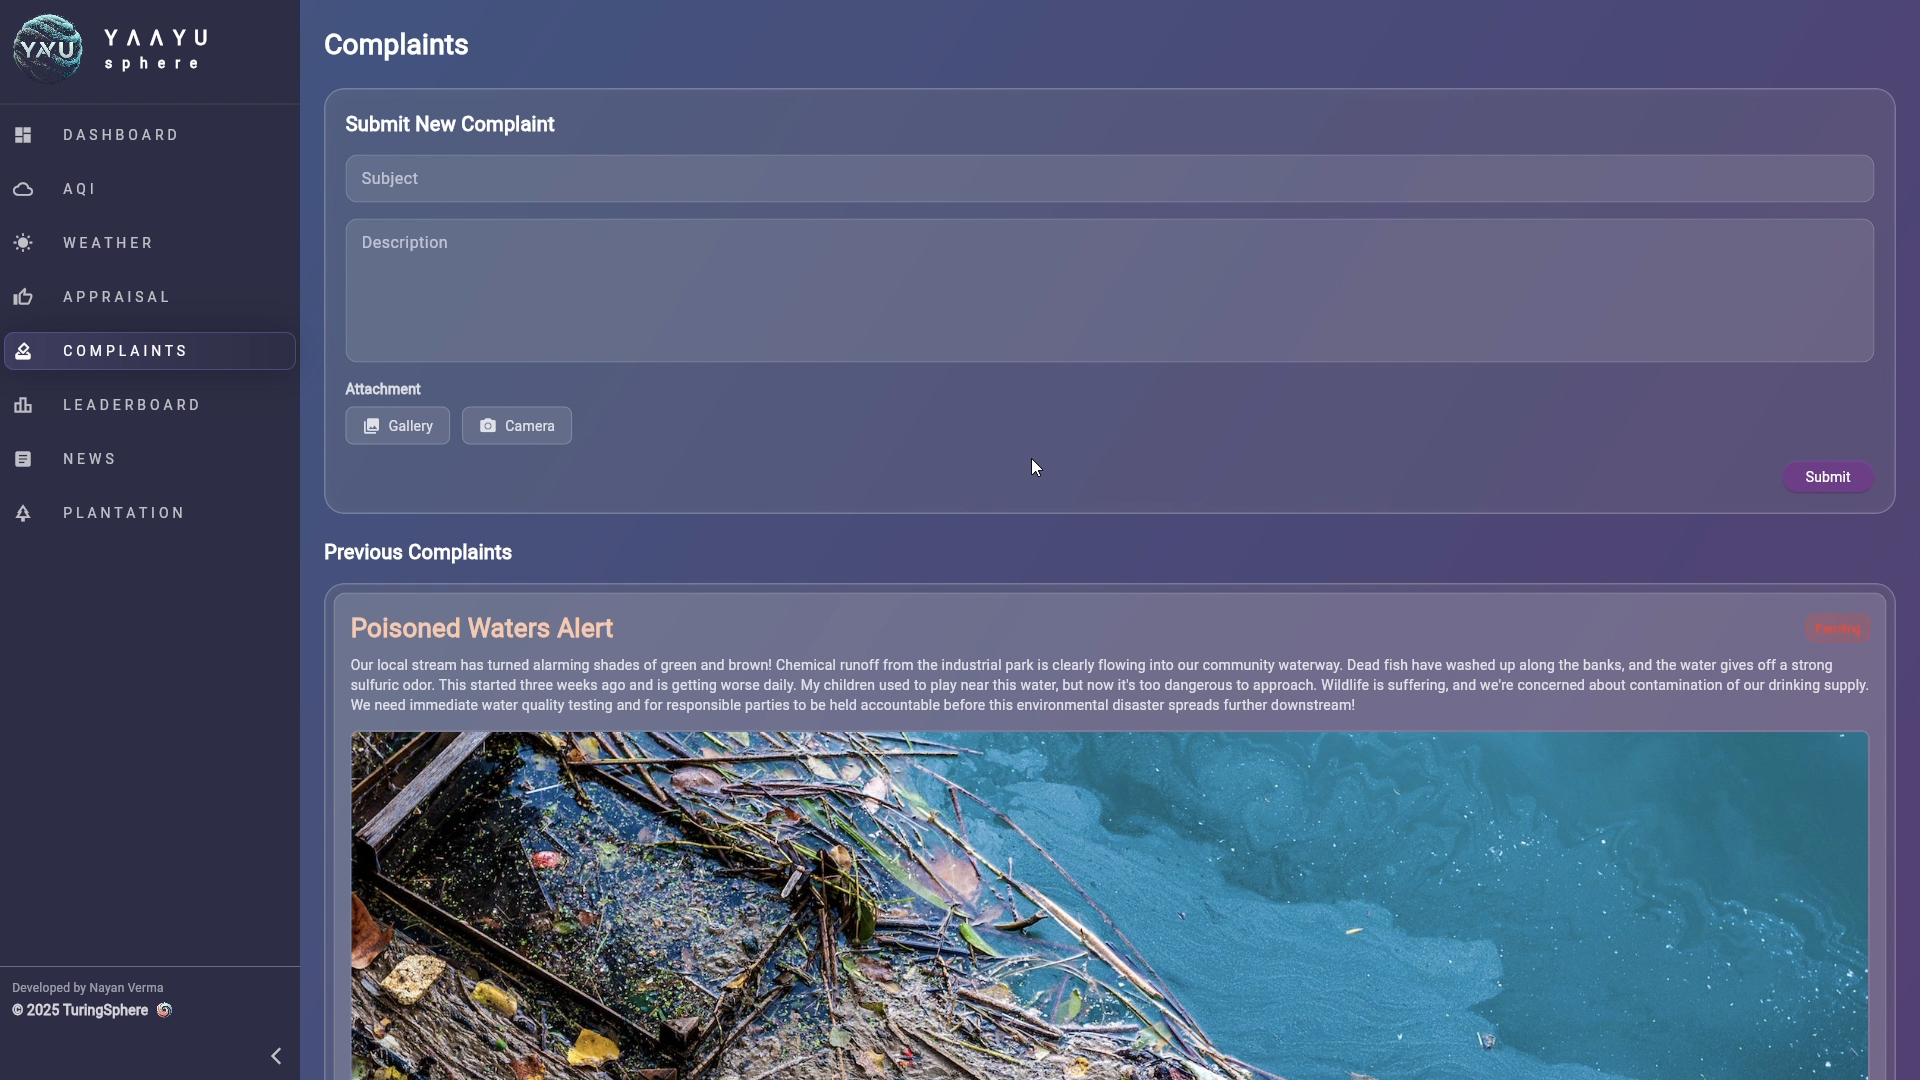 YAYU
YAAYU
sphere
DASHBOARD
AQI
WEATHER
APPRAISAL
COMPLAINTS
LEADERBOARD
NEWS
PLANTATION
Developed by Nayan Verma
© 2025 TuringSphere
Complaints
Submit New Complaint
Subject
Description
Attachment
Gallery
Camera
Submit
Previous Complaints
Poisoned Waters Alert
Pending
Our local stream has turned alarming shades of green and brown! Chemical runoff from the industrial park is clearly flowing into our community waterway. Dead fish have washed up along the banks, and the water gives off a strong
sulfuric odor. This started three weeks ago and is getting worse daily. My children used to play near this water, but now it's too dangerous to approach. Wildlife is suffering, and we're concerned about contamination of our drinking supply.
We need immediate water quality testing and for responsible parties to be held accountable before this environmental disaster spreads further downstream!